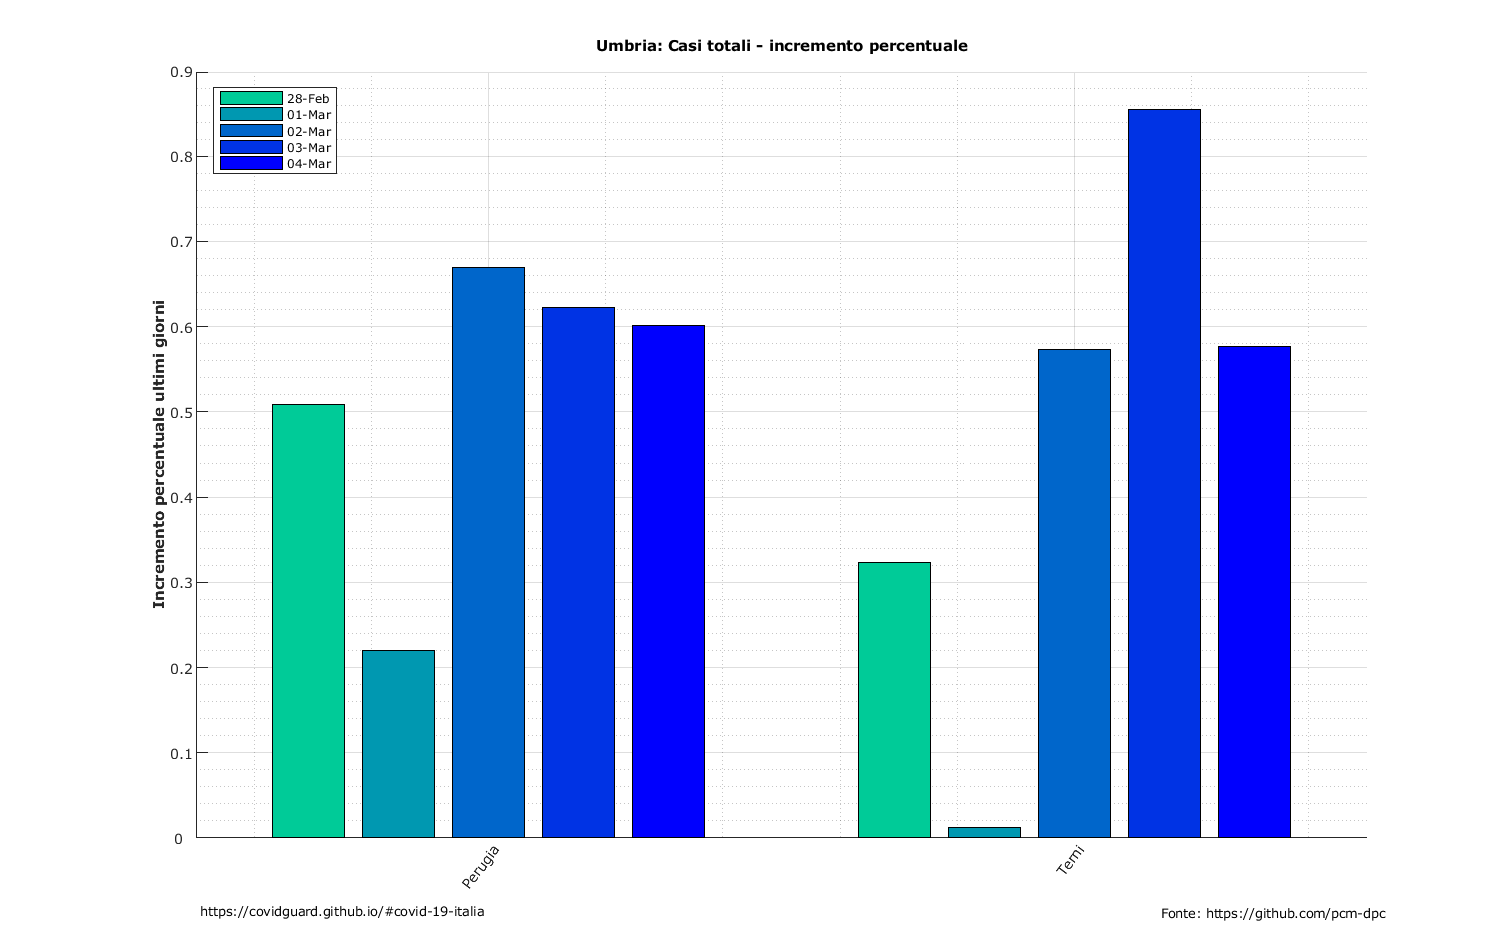 Umbria: Casi totali - incremento percentuale
0.9
0.8
0.7
0.6
0.5
0.4
0.3
0.2
0.1
0
Incremento percentuale ultimi giorni
28-Feb
01-Mar
02-Mar
03-Mar
04-Mar
Perugia
Terni
https://covidguard.github.io/#covid-19-italia
Fonte: https://github.com/pcm-dpc